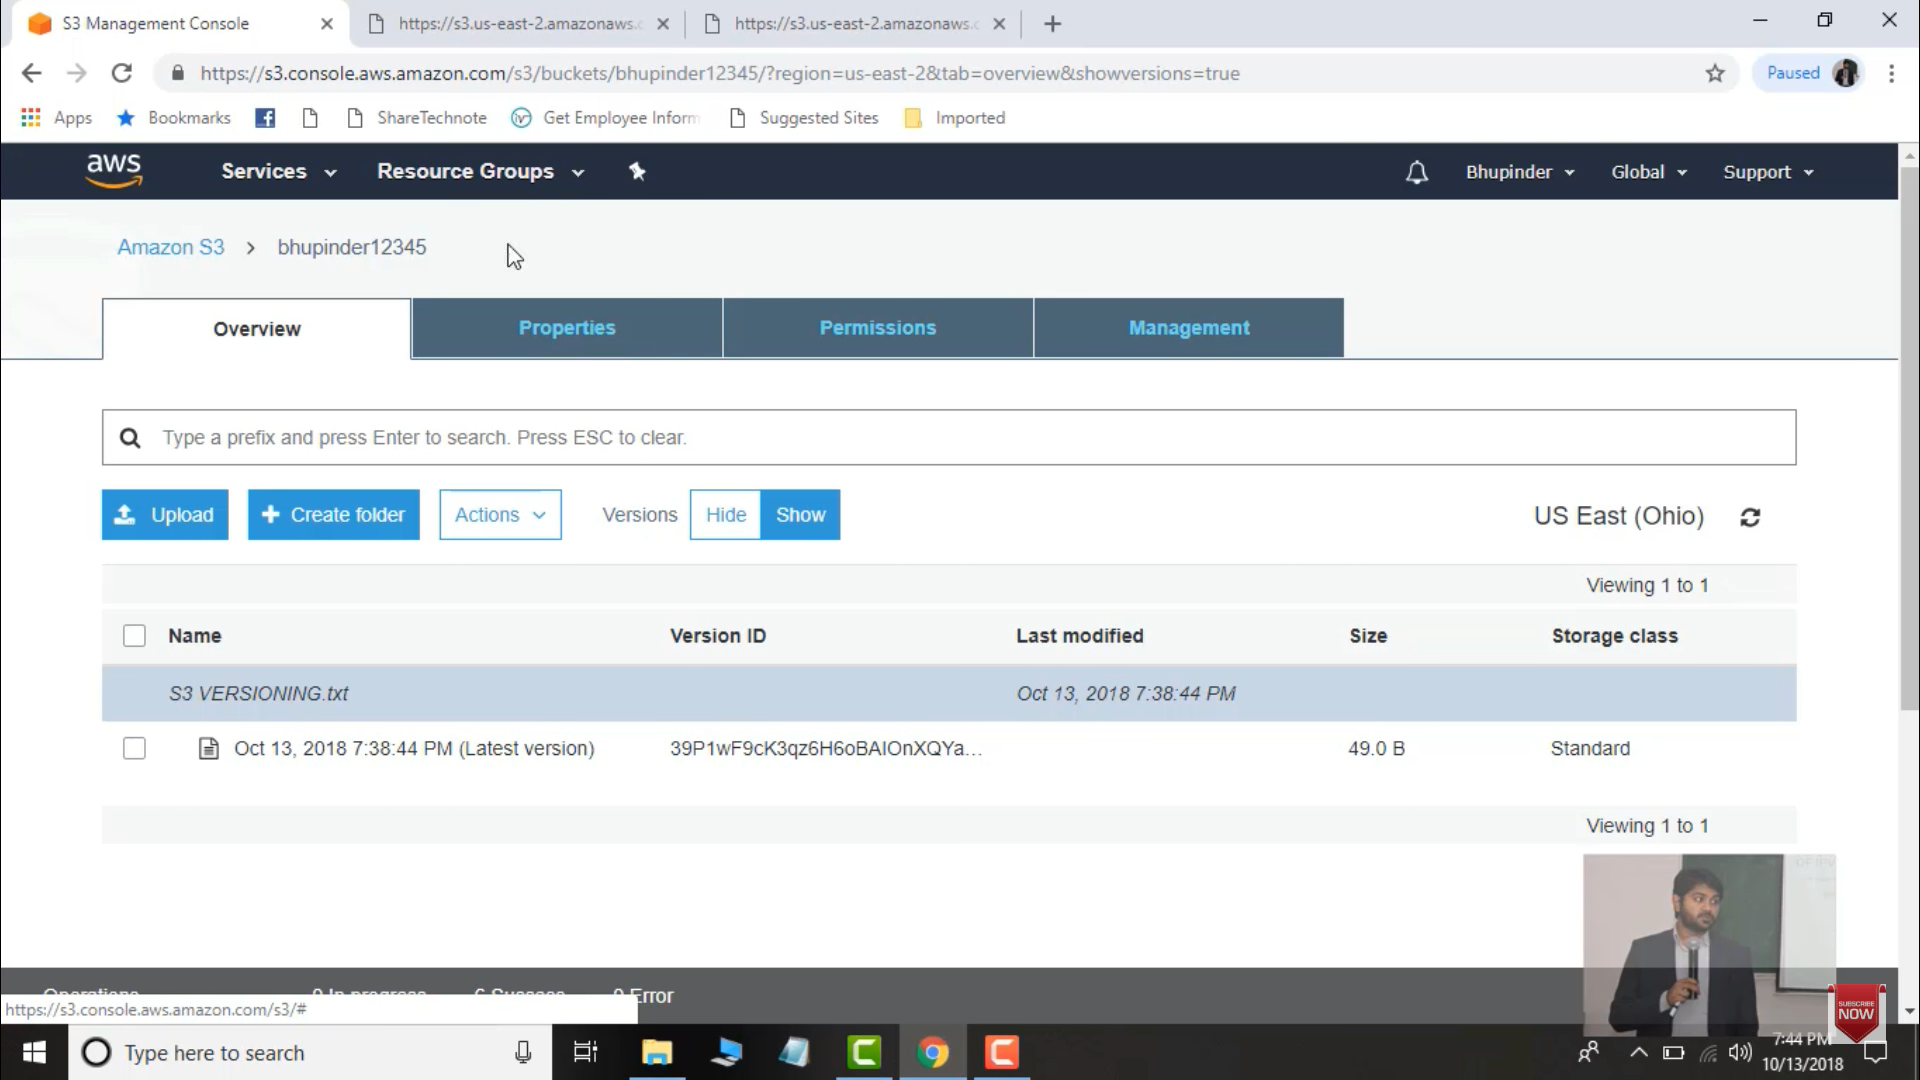 S3 Management Console
https://s3.us-east-2.amazonaws.
https://s3.us-east-2.amazonaws.
https://s3.console.aws.amazon.com/s3/buckets/bhupinder12345/?region=us-east-2&tab=overview&showversions=true
Paused
Apps
Bookmarks
ShareTechnote
Get Employee Inform
Suggested Sites
Imported
aws
Services
Resource Groups
Bhupinder
Global
Support
Amazon S3 > bhupinder12345
Overview
Properties
Permissions
Management
Type a prefix and press Enter to search. Press ESC to clear.
Upload
+ Create folder
Actions
Versions
Hide
Show
US East (Ohio)
Viewing 1 to 1
Name
Version ID
Last modified
Size
Storage class
S3 VERSIONING.txt
Oct 13, 2018 7:38:44 PM
Oct 13, 2018 7:38:44 PM (Latest version)
39P1wF9cK3qz6H6oBAIOnXQYa...
49.0 B
Standard
Viewing 1 to 1
Operations
0 In progress
6 Success
0 Error
https://s3.console.aws.amazon.com/s3/#
SUBSCRIBE
NOW
Type here to search
7:44 PM
10/13/2018